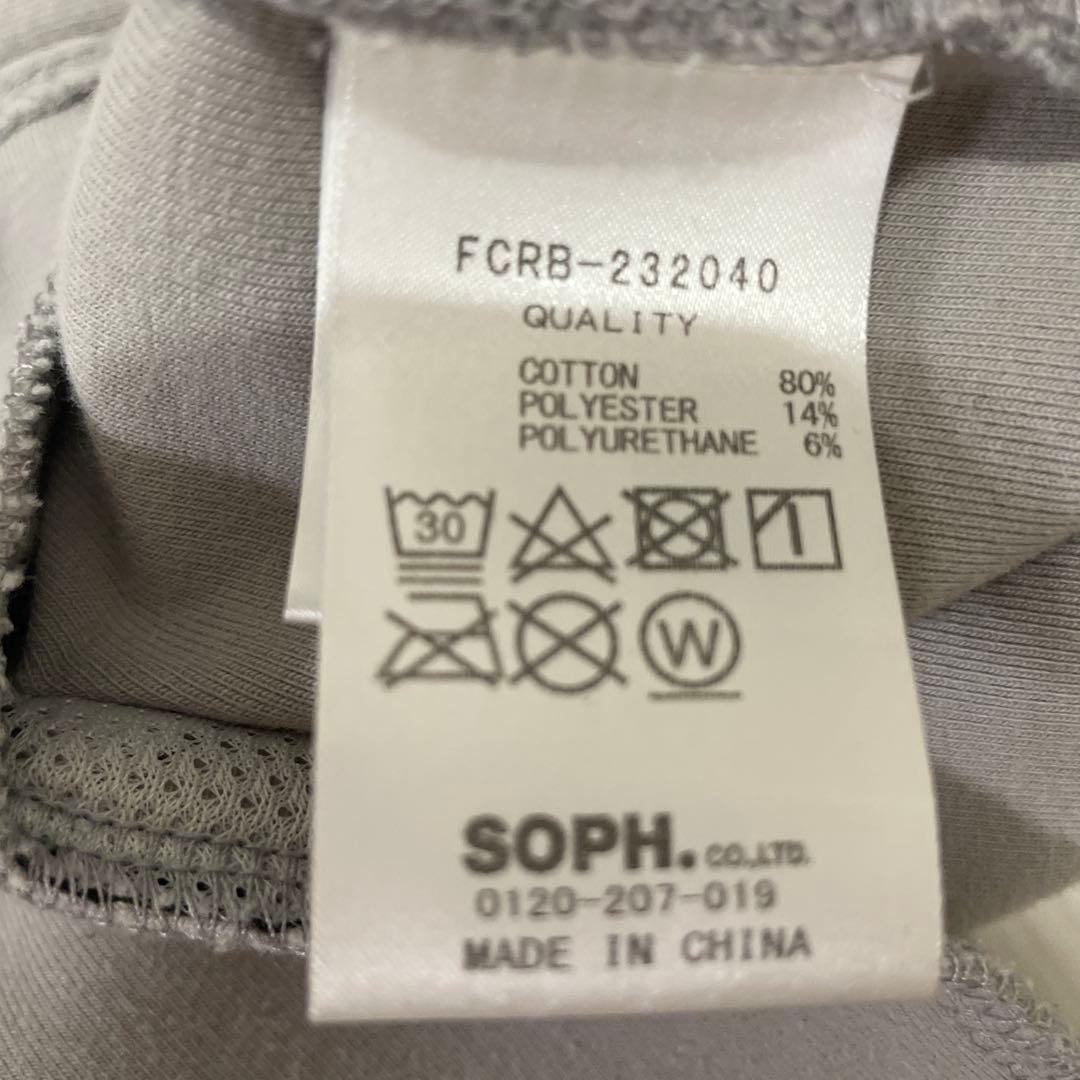 FCRB-232040
QUALITY
COTTON 80%
POLYESTER 14%
POLYURETHANE 6%
30
W
SOPH. CO.,LTD.
0120-207-019
MADE IN CHINA